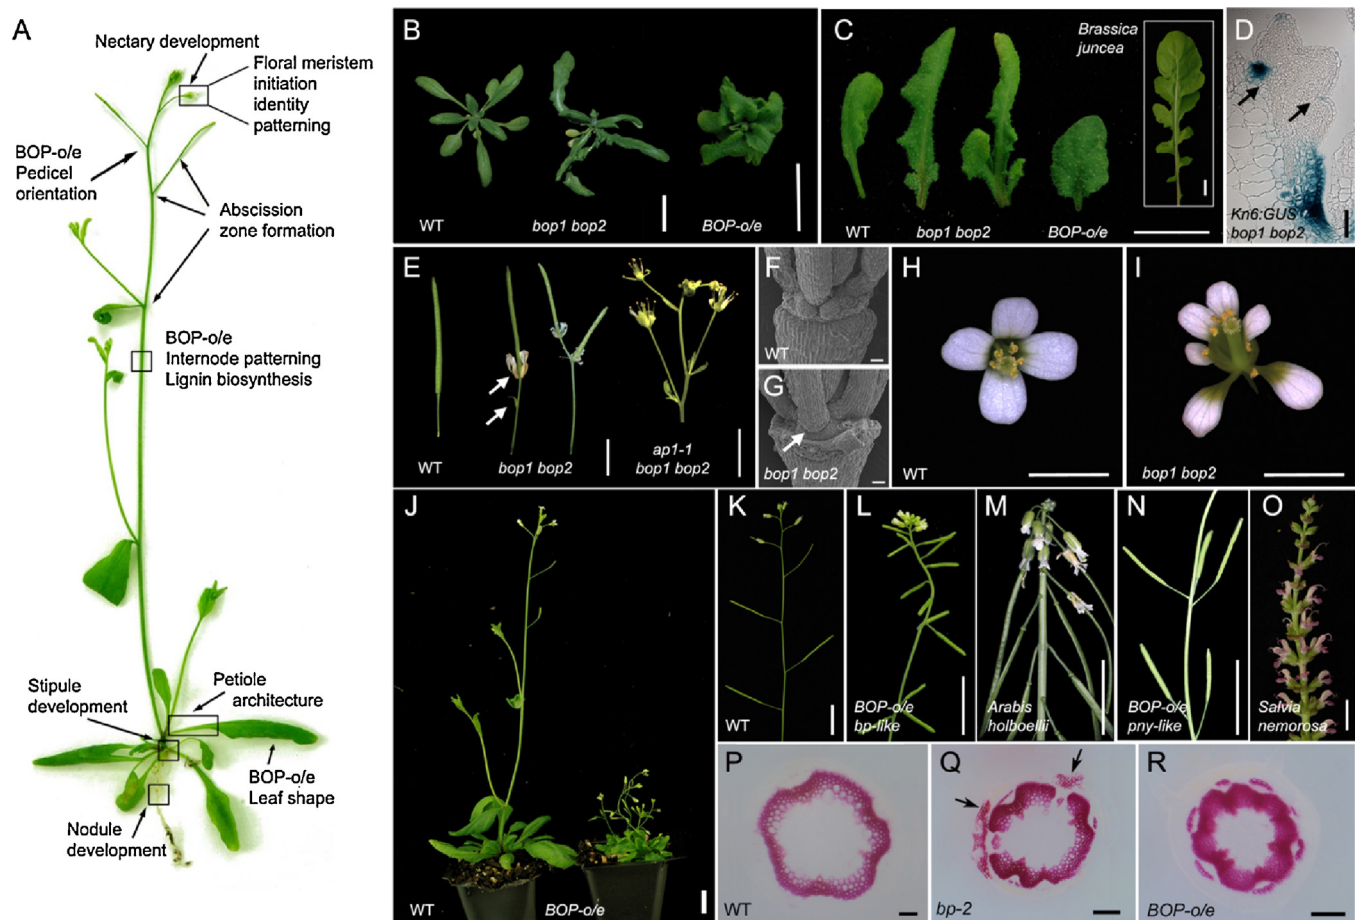 A
Nectary development
Floral meristem
initiation
identity
patterning
BOP-o/e
Pedicel
orientation
Abscission
zone formation
BOP-o/e
Internode patterning
Lignin biosynthesis
Stipule
development
Petiole
architecture
BOP-o/e
Leaf shape
Nodule
development
B
WT
bop1 bop2
BOP-o/e
C
Brassica
juncea
WT
bop1 bop2
BOP-o/e
D
Kn6:GUS
bop1 bop2
E
WT
bop1 bop2
ap1-1
bop1 bop2
F
WT
G
bop1 bop2
H
WT
I
bop1 bop2
J
WT
BOP-o/e
K
WT
L
BOP-o/e
bp-like
M
Arabis
holboellii
N
BOP-o/e
pny-like
O
Salvia
nemorosa
P
WT
Q
bp-2
R
BOP-o/e